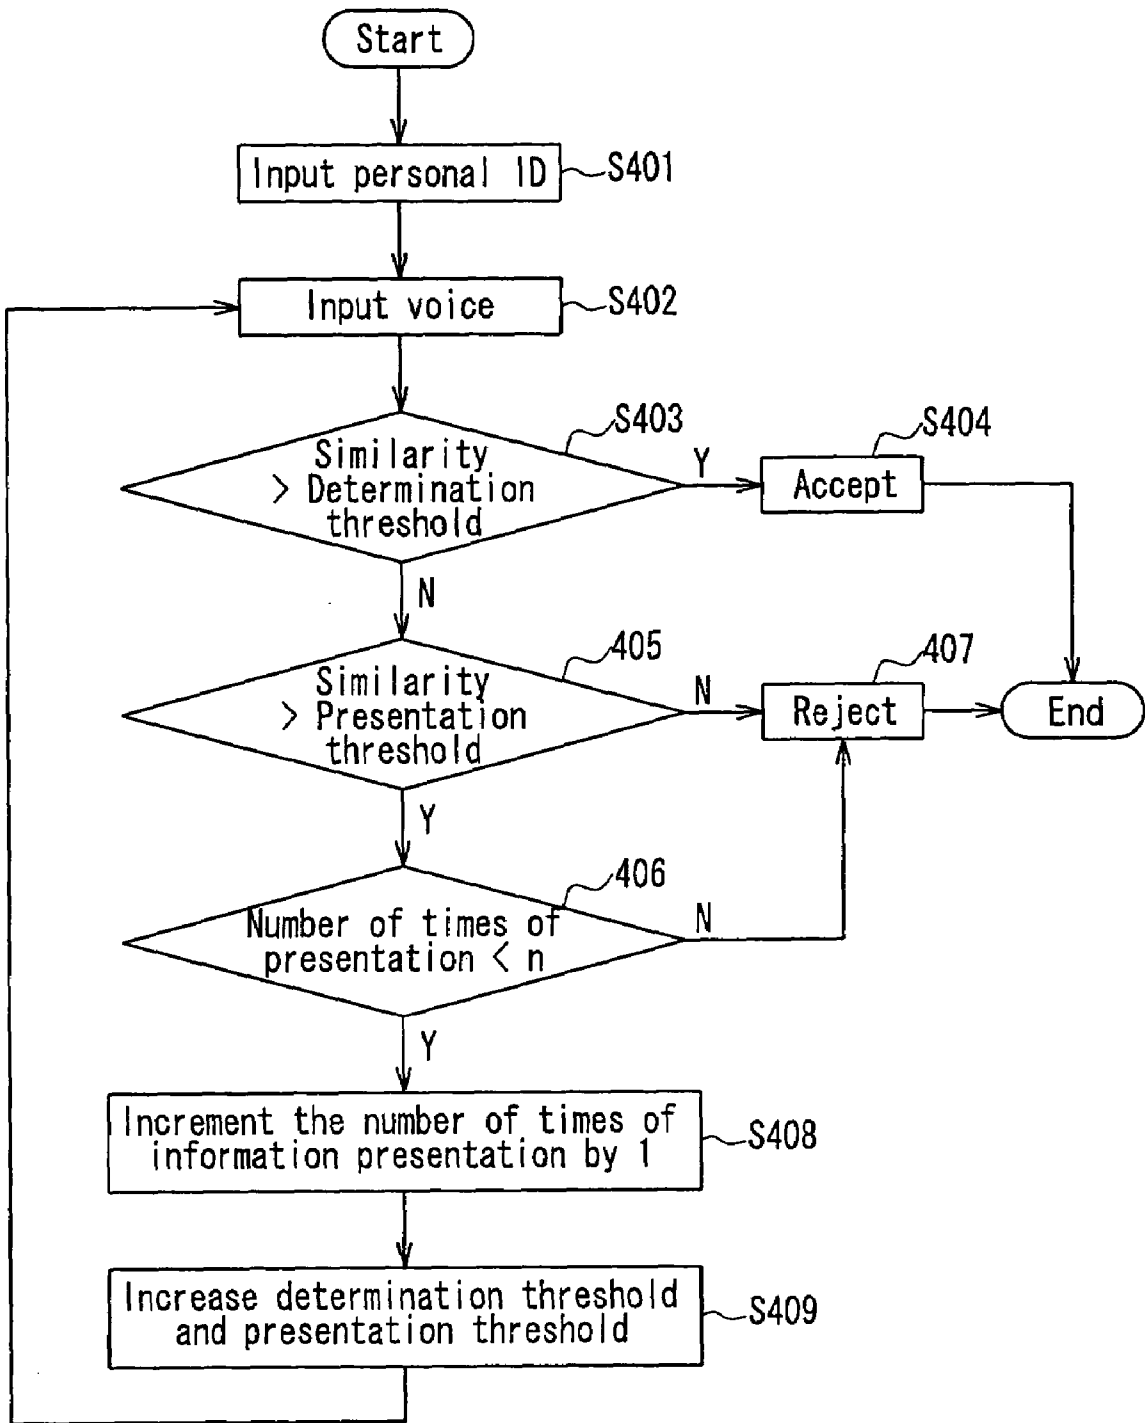 Start
Input personal ID
S401
Input voice
S402
S403
Similarity
> Determination
threshold
Y
S404
Accept
N
405
Similarity
> Presentation
threshold
N
407
Reject
End
Y
406
Number of times of
presentation < n
N
Y
Increment the number of times of
information presentation by 1
S408
Increase determination threshold
and presentation threshold
S409